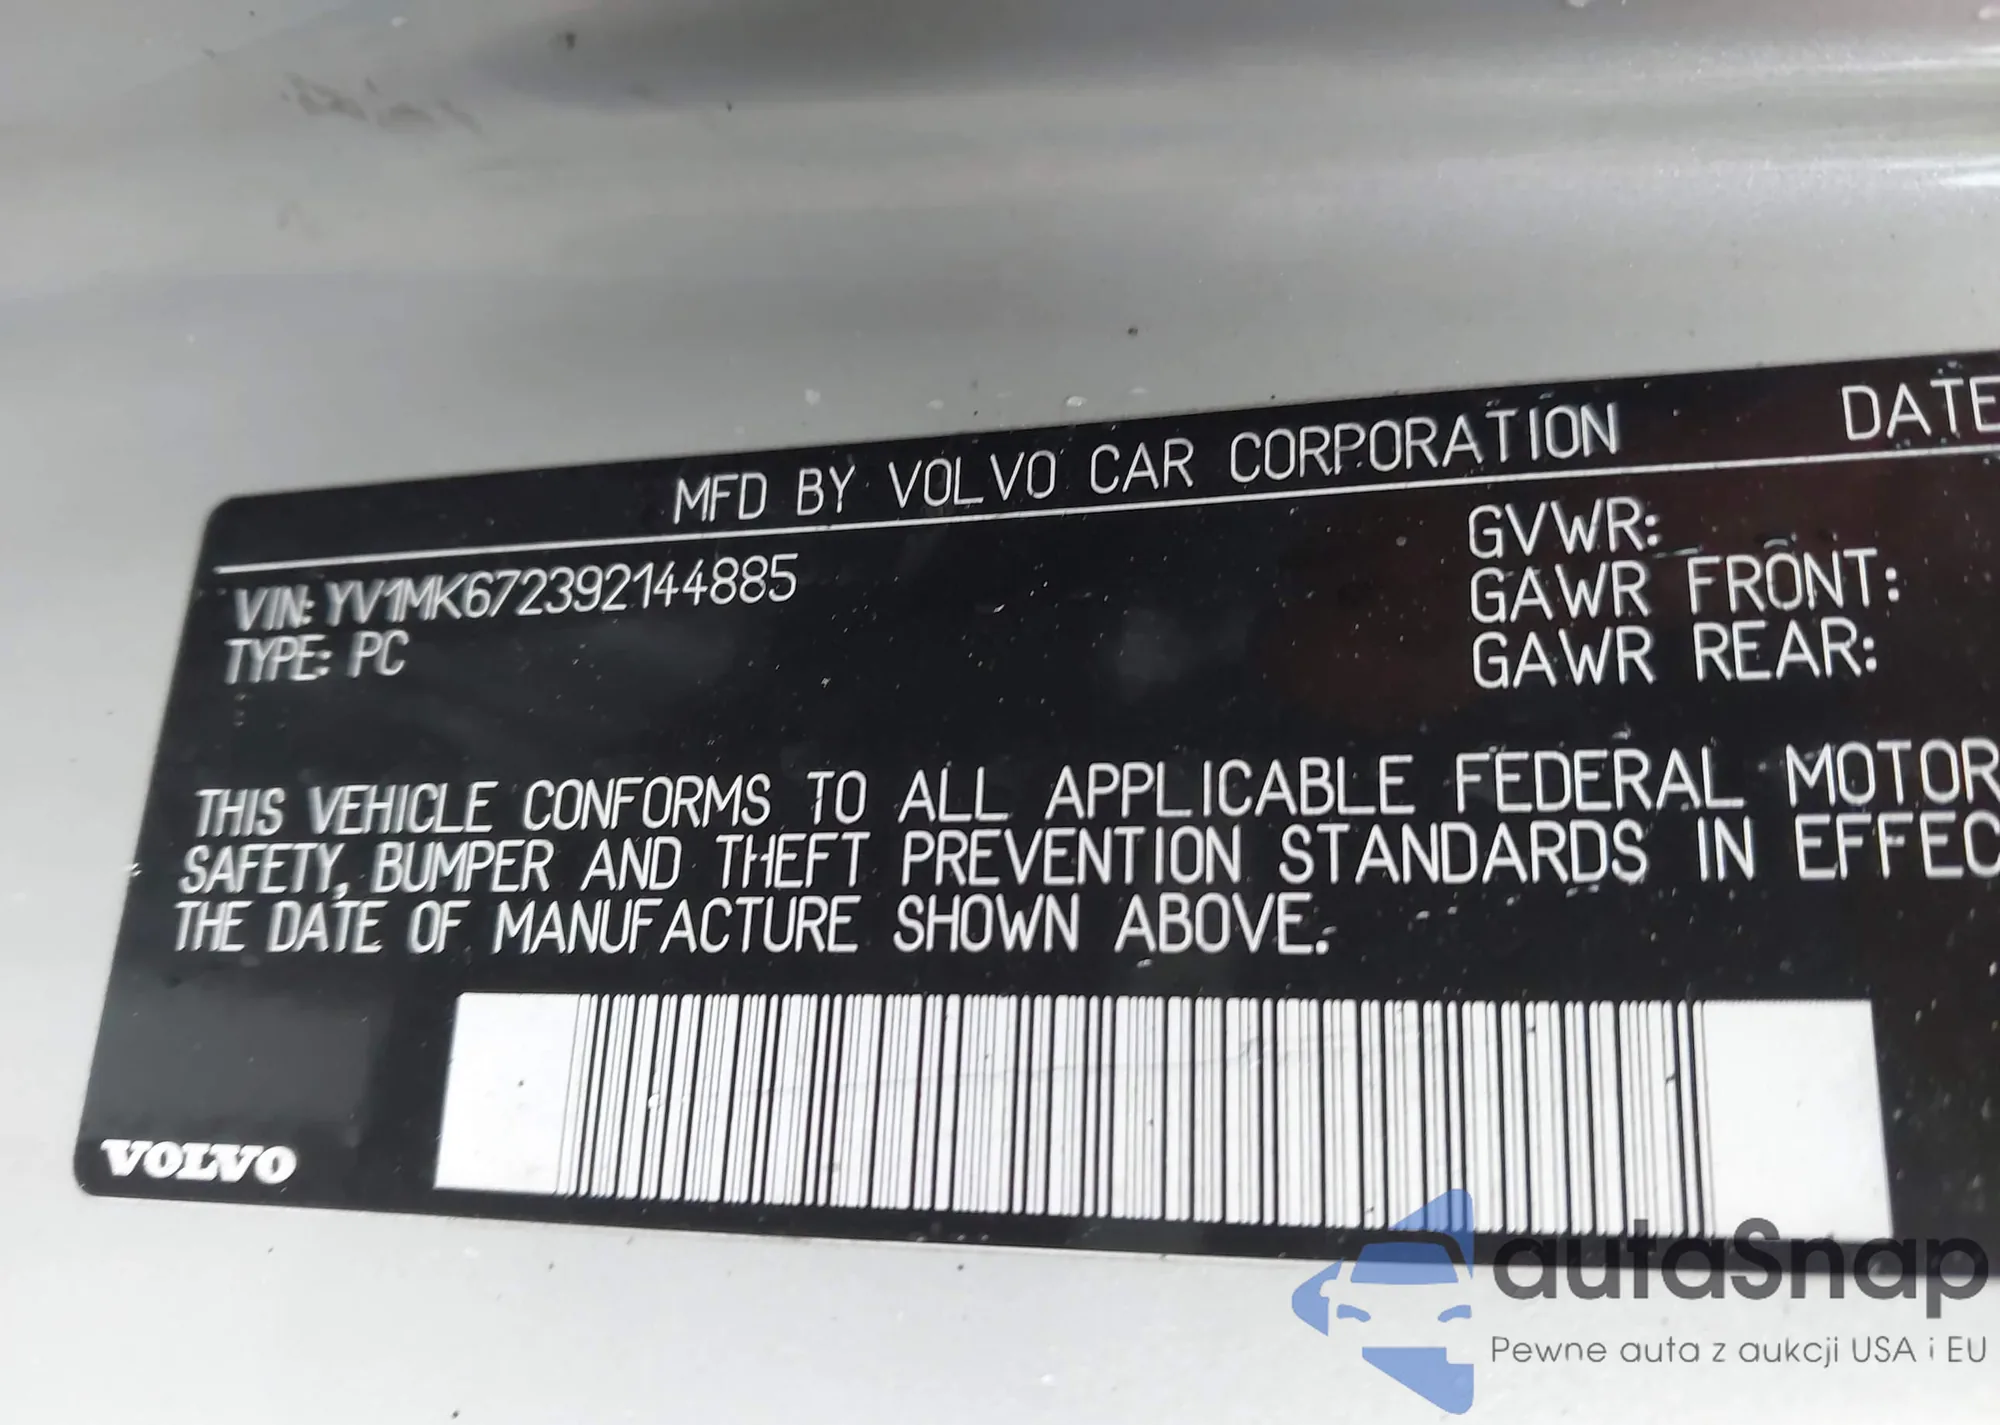 MFD BY VOLVO CAR CORPORATION DATE
VIN: YV1MK672392144885
TYPE: PC
GVWR:
GAWR FRONT:
GAWR REAR:
THIS VEHICLE CONFORMS TO ALL APPLICABLE FEDERAL MOTOR
SAFETY, BUMPER AND THEFT PREVENTION STANDARDS IN EFFEC
THE DATE OF MANUFACTURE SHOWN ABOVE.
VOLVO
autaSnap
Pewne auta z aukcji USA i EU